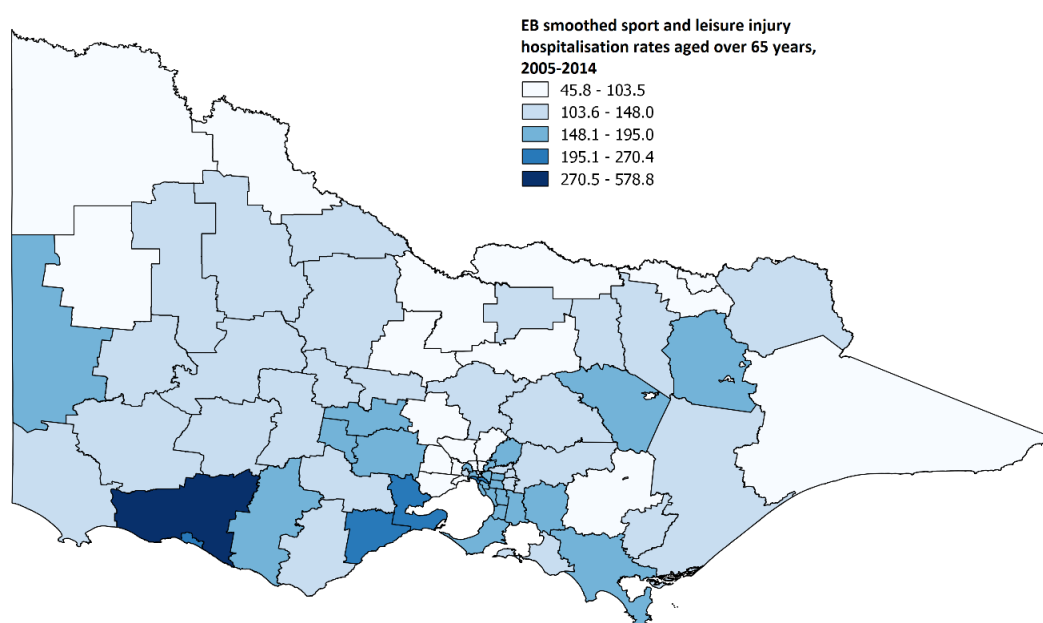 EB smoothed sport and leisure injury
hospitalisation rates aged over 65 years,
2005-2014
45.8 - 103.5
103.6 - 148.0
148.1 - 195.0
195.1 - 270.4
270.5 - 578.8